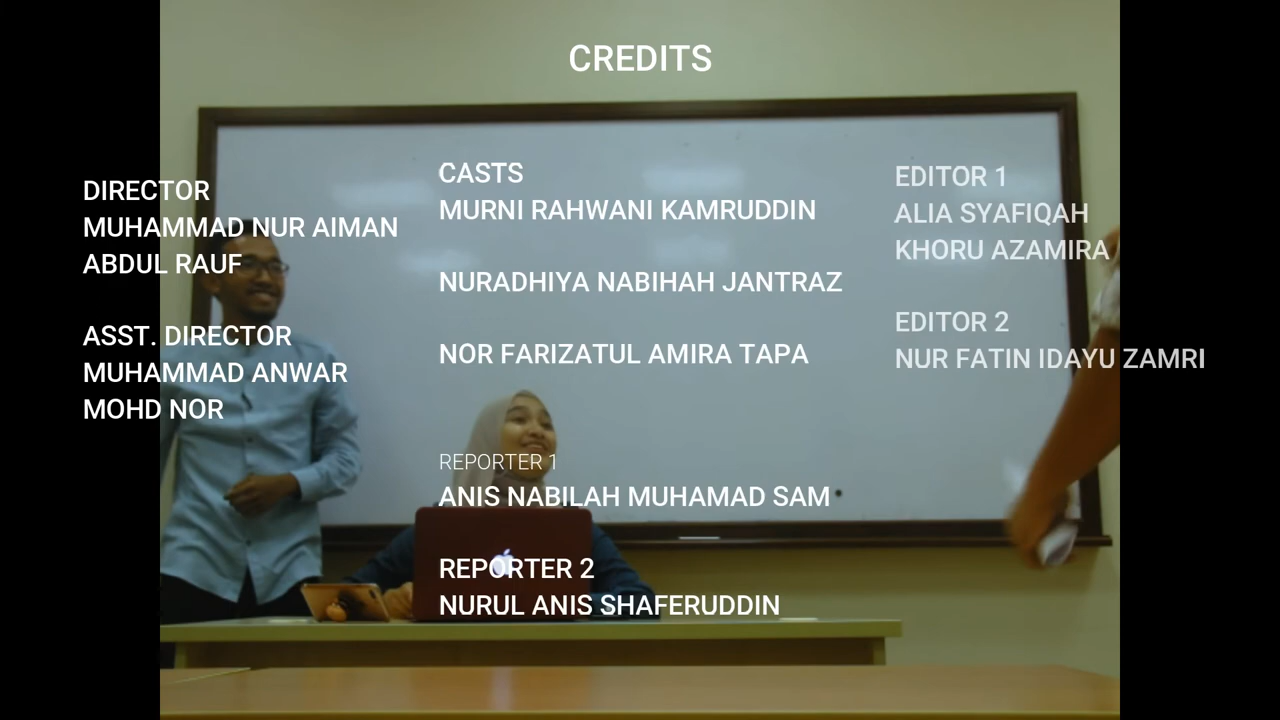 CREDITS
DIRECTOR
MUHAMMAD NUR AIMAN
ABDUL RAUF
ASST. DIRECTOR
MUHAMMAD ANWAR
MOHD NOR
CASTS
MURNI RAHWANI KAMRUDDIN
NURADHIYA NABIHAH JANTRAZ
NOR FARIZATUL AMIRA TAPA
REPORTER 1
ANIS NABILAH MUHAMAD SAM
REPORTER 2
NURUL ANIS SHAFERUDDIN
EDITOR 1
ALIA SYAFIQAH
KHORU AZAMIRA
EDITOR 2
NUR FATIN IDAYU ZAMRI